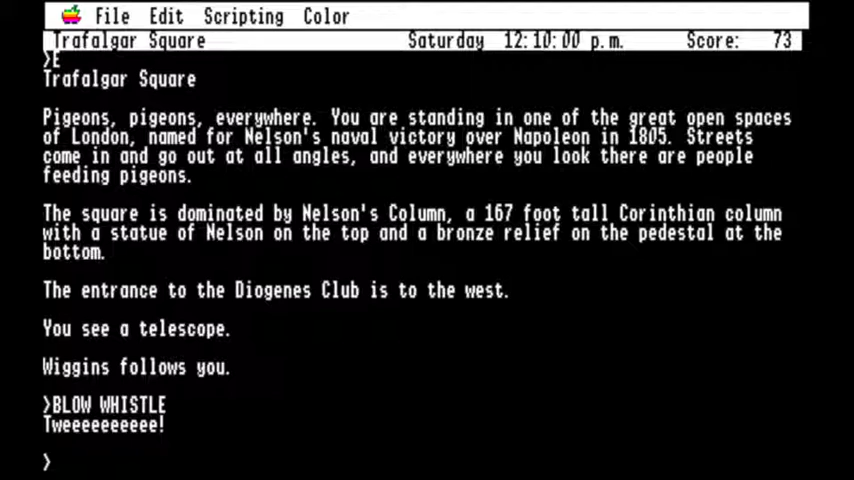 File Edit Scripting Color
Trafalgar Square Saturday 12:10:00 p.m. Score: 73
>E
Trafalgar Square
Pigeons, pigeons, everywhere. You are standing in one of the great open spaces
of London, named for Nelson's naval victory over Napoleon in 1805. Streets
come in and go out at all angles, and everywhere you look there are people
feeding pigeons.
The square is dominated by Nelson's Column, a 167 foot tall Corinthian column
with a statue of Nelson on the top and a bronze relief on the pedestal at the
bottom.
The entrance to the Diogenes Club is to the west.
You see a telescope.
Wiggins follows you.
>BLOW WHISTLE
Tweeeeeeeeee!
>